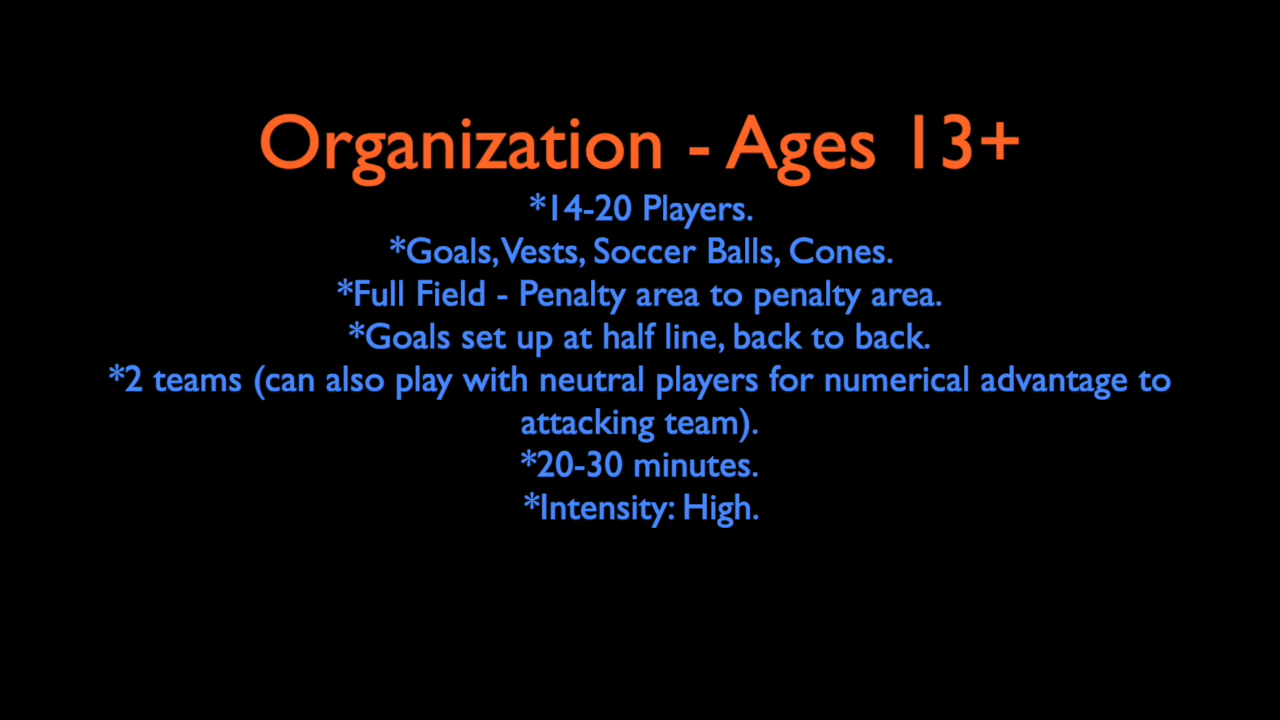 Organization - Ages 13+
*14-20 Players.
*Goals, Vests, Soccer Balls, Cones.
*Full Field - Penalty area to penalty area.
*Goals set up at half line, back to back.
*2 teams (can also play with neutral players for numerical advantage to
attacking team).
*20-30 minutes.
*Intensity: High.